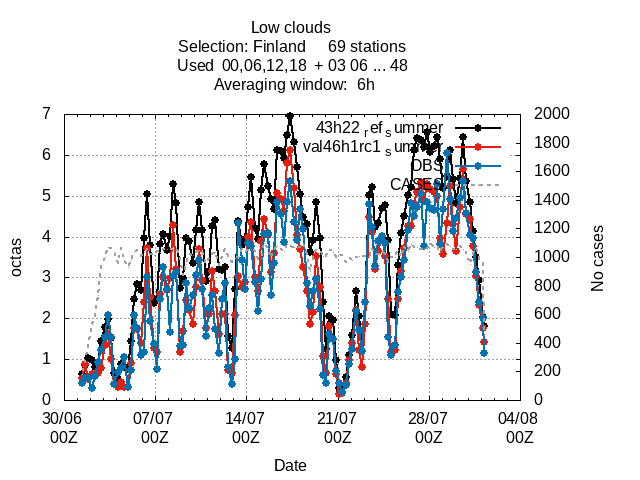 Low clouds
Selection: Finland     69 stations
Used  00,06,12,18  + 03 06 ... 48
Averaging window:  6h
7 2000
43h22_ref_summer
1800
val46h1rc1_summer
6 1600
OBS
CASES
5 1400
octas
4 1200
No cases
1000
3 800
2 600
400
1 200
0 0
30/06 07/07 14/07 21/07 28/07 04/08
00Z 00Z 00Z 00Z 00Z 00Z
Date